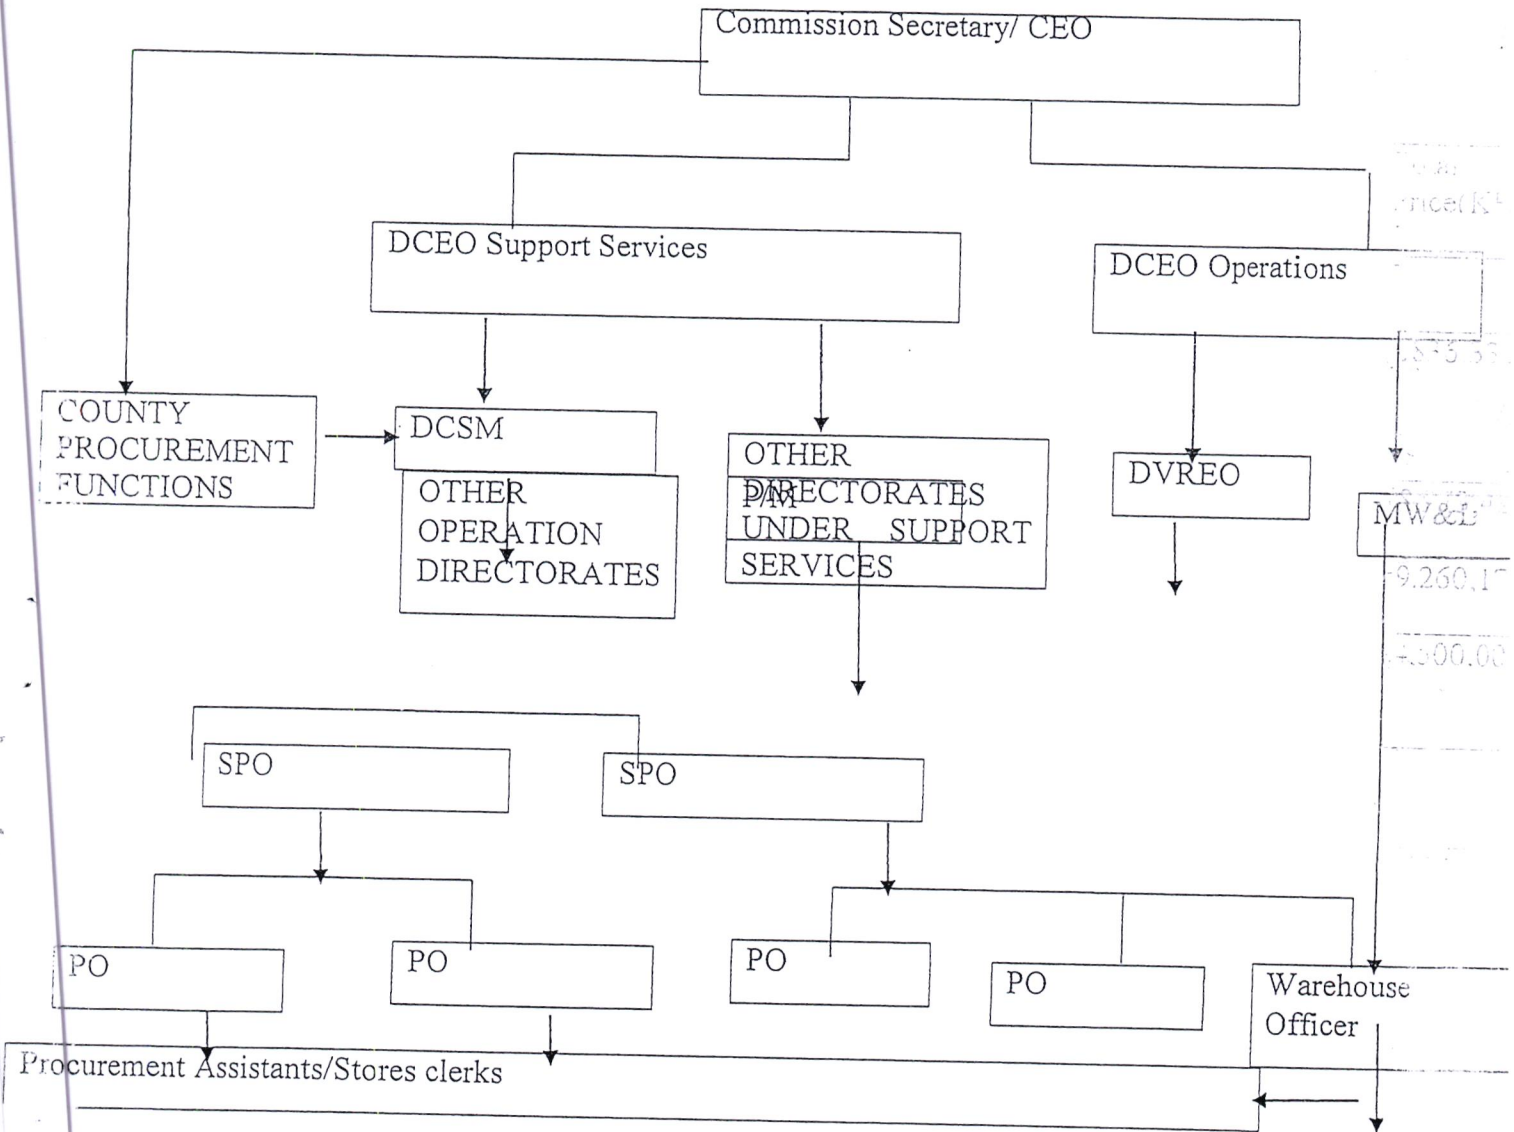 Commission Secretary/ CEO
DCEO Support Services
DCEO Operations
COUNTY
PROCUREMENT
FUNCTIONS
DCSM
OTHER
OPERATION
DIRECTORATES
OTHER
DIRECTORATES
P/M
UNDER SUPPORT
SERVICES
DVREO
MW&L
SPO
SPO
PO
PO
PO
PO
Warehouse
Officer
Procurement Assistants/Stores clerks